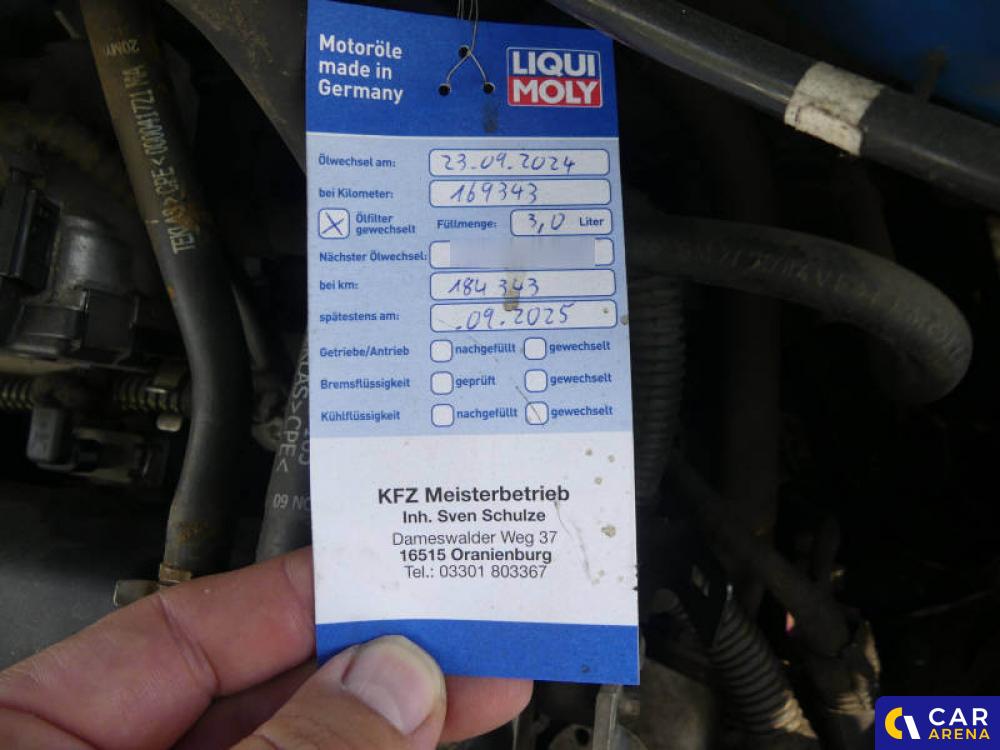 Motoröle
made in
Germany
LIQUI
MOLY
Ölwechsel am: 23.09.2024
bei Kilometer: 169343
Ölfilter
gewechselt
Füllmenge: 3,0 Liter
Nächster Ölwechsel:
bei km: 184 343
spätestens am: .09.2025
Getriebe/Antrieb nachgefüllt gewechselt
Bremsflüssigkeit geprüft gewechselt
Kühlflüssigkeit nachgefüllt gewechselt
KFZ Meisterbetrieb
Inh. Sven Schulze
Dameswalder Weg 37
16515 Oranienburg
Tel.: 03301 803367
CAR
ARENA